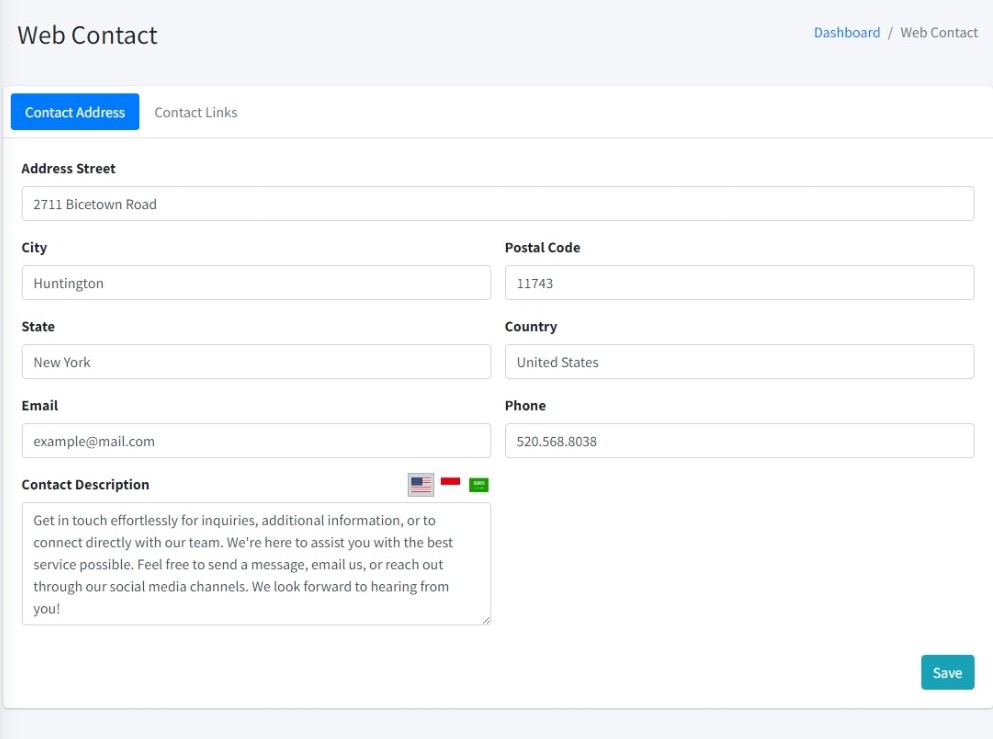 Web Contact
Dashboard / Web Contact
Contact Address
Contact Links
Address Street
2711 Bicetown Road
City
Postal Code
Huntington
11743
State
Country
New York
United States
Email
Phone
example@mail.com
520.568.8038
Contact Description
Get in touch effortlessly for inquiries, additional information, or to
connect directly with our team. We're here to assist you with the best
service possible. Feel free to send a message, email us, or reach out
through our social media channels. We look forward to hearing from
you!
Save